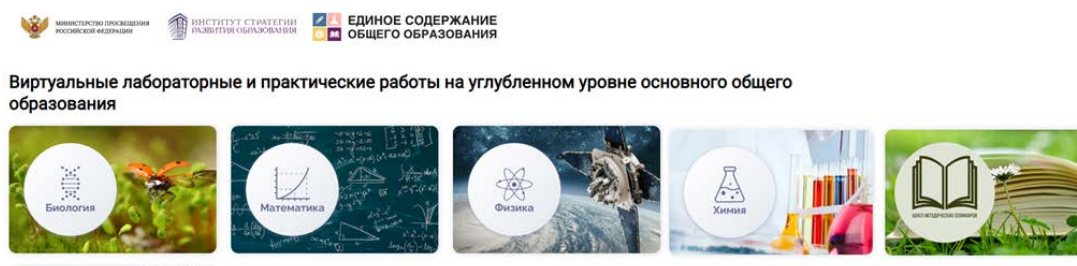 МИНИСТЕРСТВО ПРОСВЕЩЕНИЯ
РОССИЙСКОЙ ФЕДЕРАЦИИ
ИНСТИТУТ СТРАТЕГИИ
РАЗВИТИЯ ОБРАЗОВАНИЯ
ЕДИНОЕ СОДЕРЖАНИЕ
ОБЩЕГО ОБРАЗОВАНИЯ
Виртуальные лабораторные и практические работы на углубленном уровне основного общего
образования
Биология
Математика
Физика
Химия
ЦИКЛ МЕТОДИЧЕСКИХ СЕМИНАРОВ